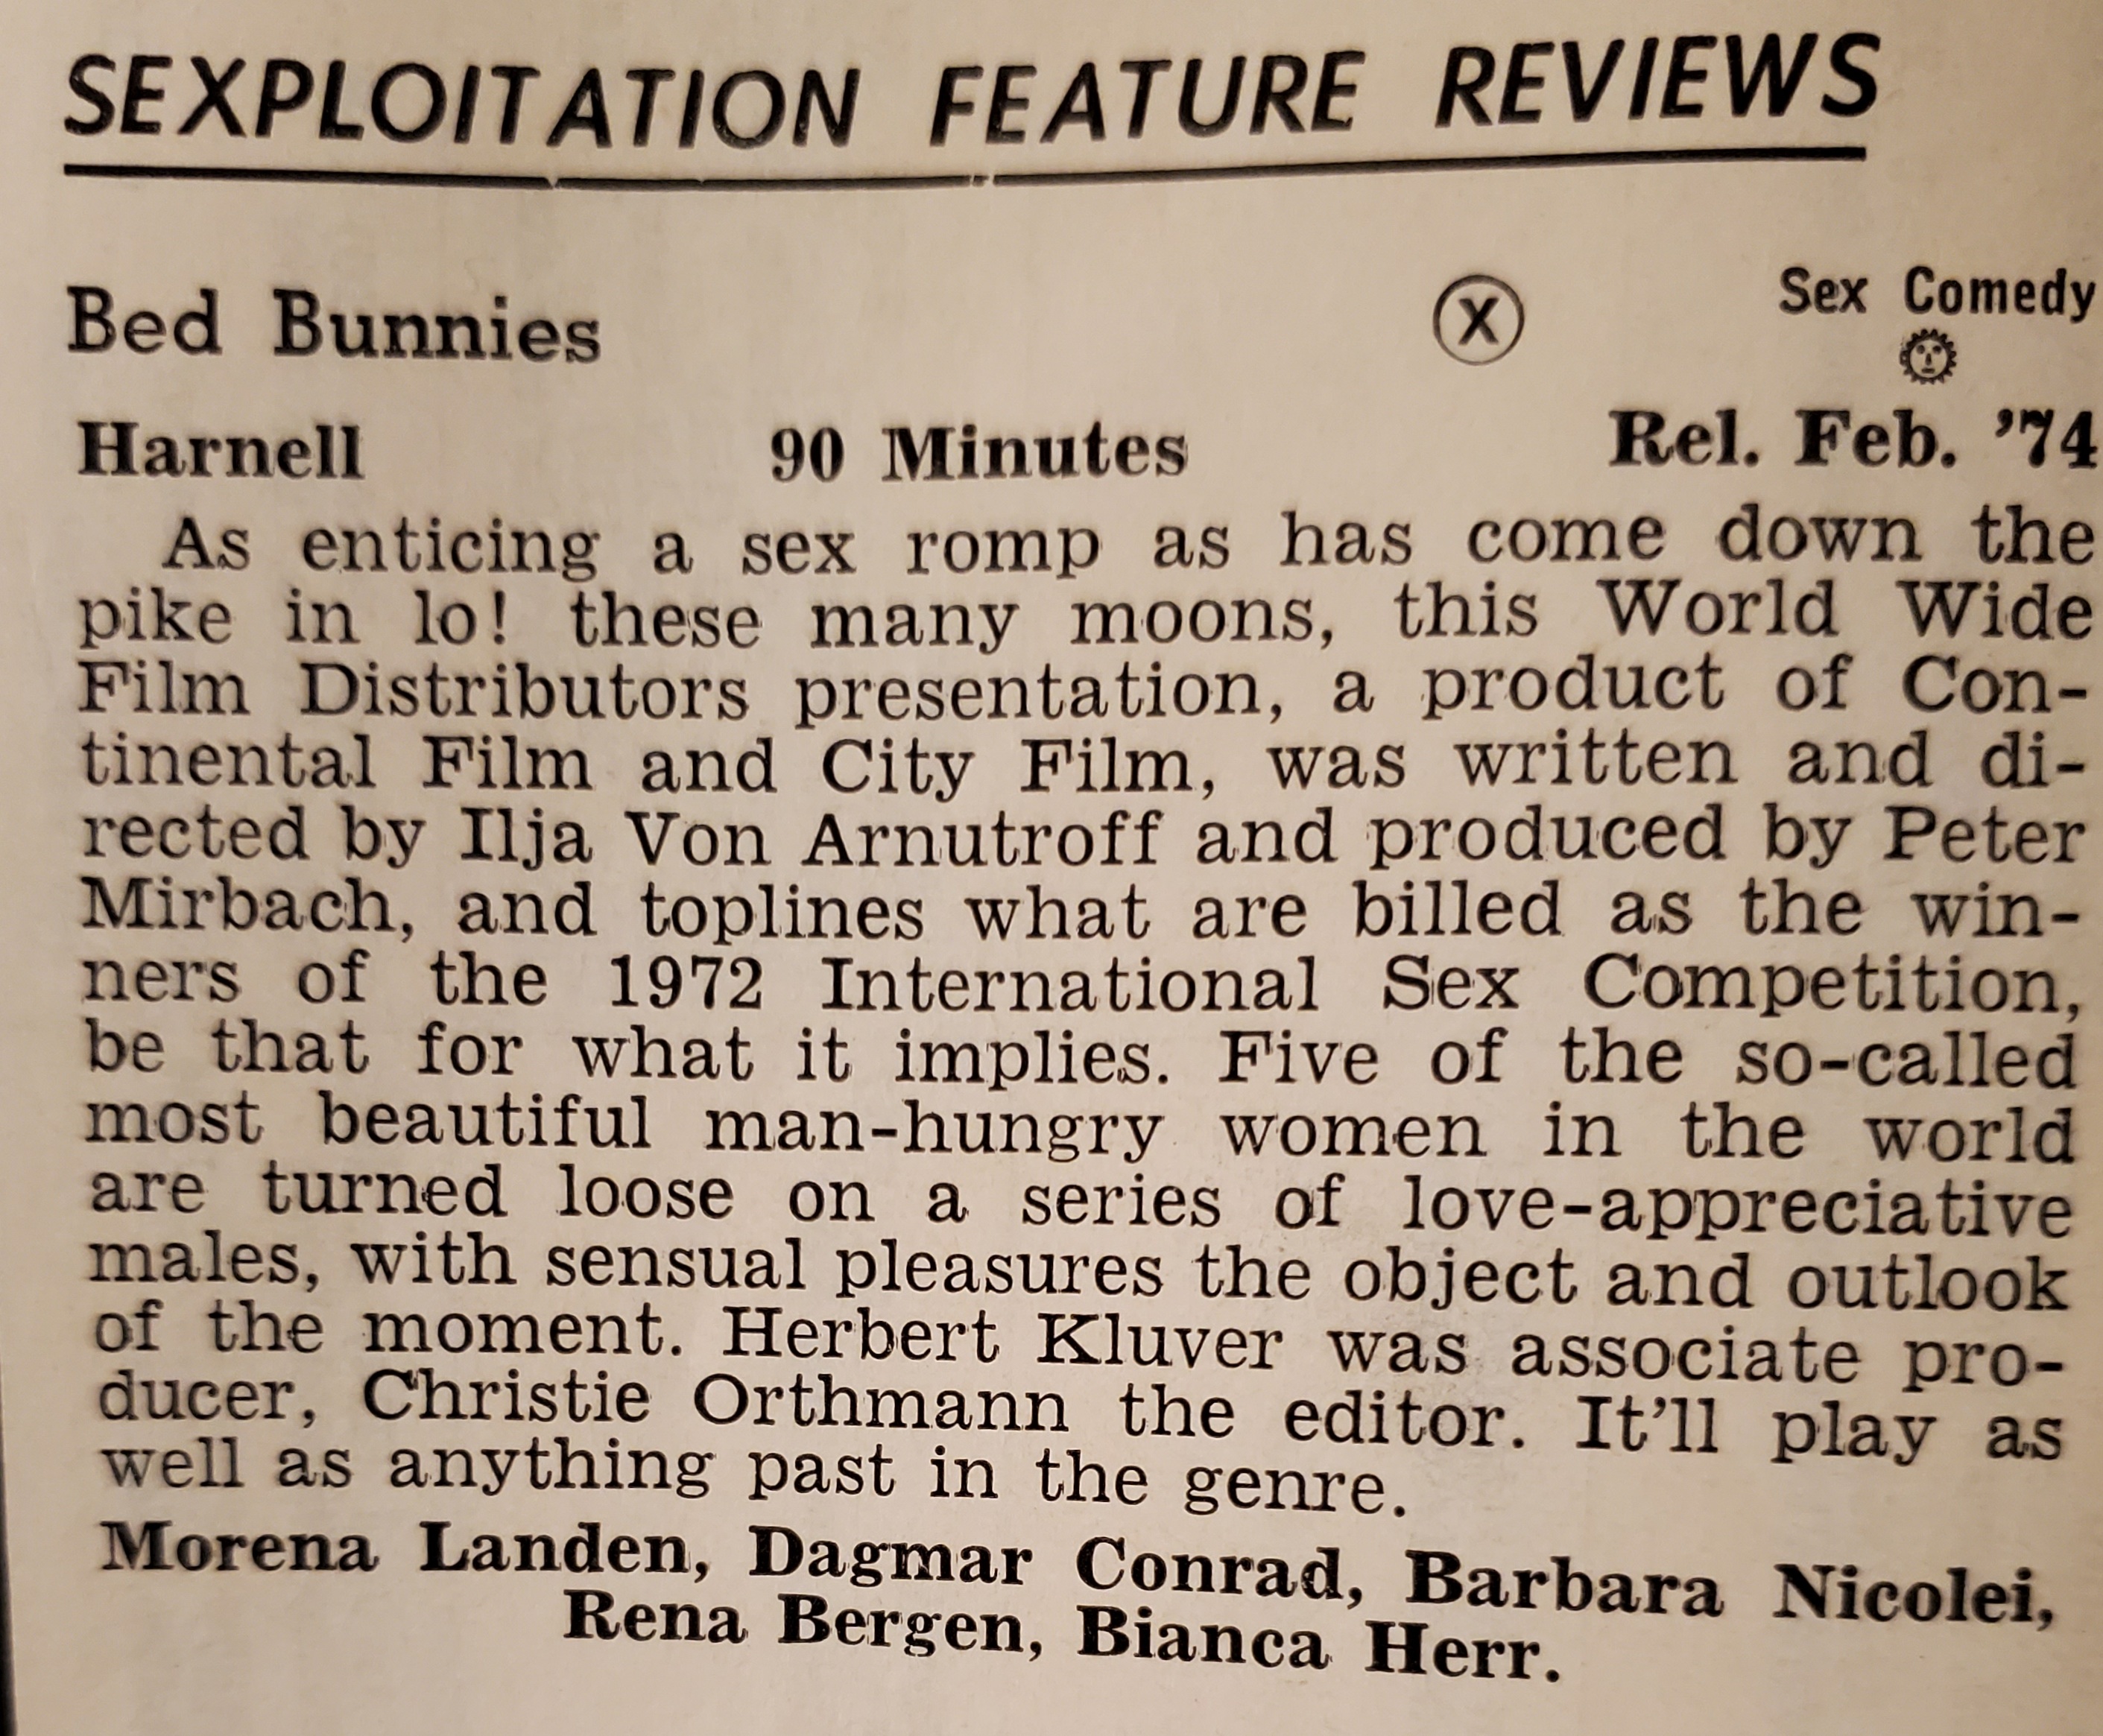 SEXPLOITATION FEATURE REVIEWS
Bed Bunnies X Sex Comedy
Harnell 90 Minutes Rel. Feb. ’74
As enticing a sex romp as has come down the
pike in lo! these many moons, this World Wide
Film Distributors presentation, a product of Con-
tinental Film and City Film, was written and di-
rected by Ilja Von Arnutroff and produced by Peter
Mirbach, and toplines what are billed as the win-
ners of the 1972 International Sex Competition,
be that for what it implies. Five of the so-called
most beautiful man-hungry women in the world
are turned loose on a series of love-appreciative
males, with sensual pleasures the object and outlook
of the moment. Herbert Kluver was associate pro-
ducer, Christie Orthmann the editor. It’ll play as
well as anything past in the genre.
Morena Landen, Dagmar Conrad, Barbara Nicolei,
Rena Bergen, Bianca Herr.